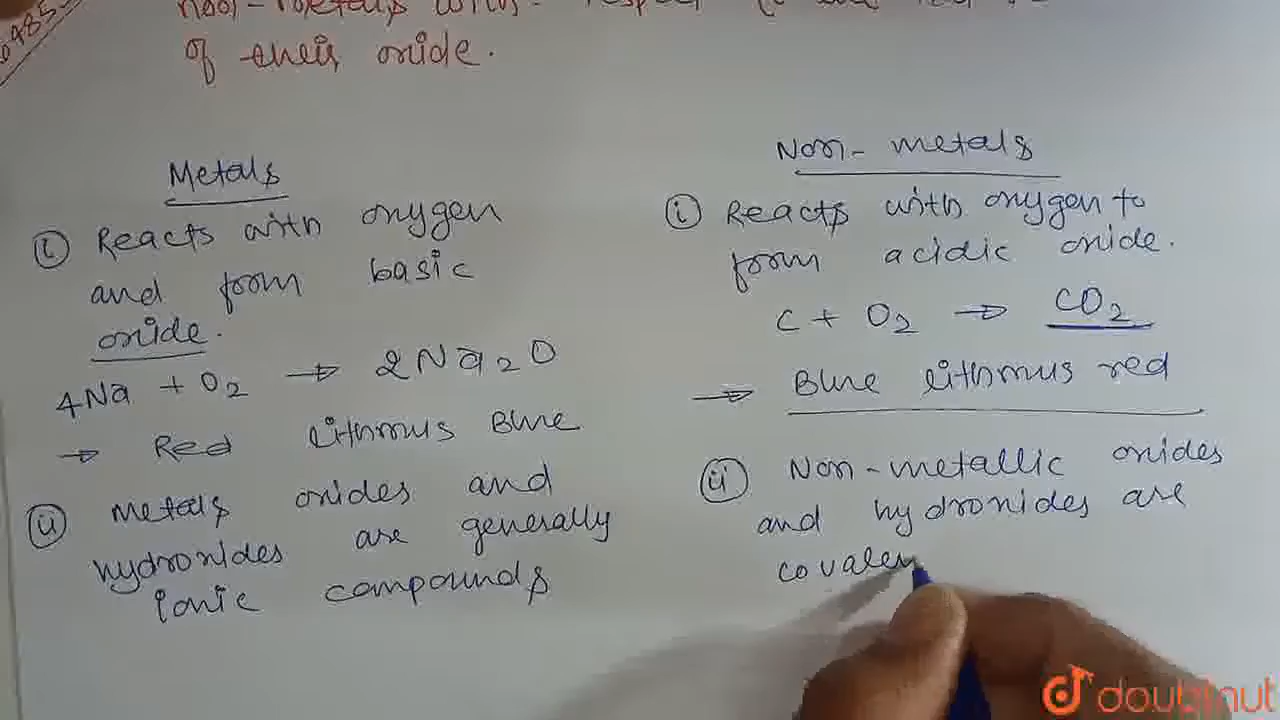 of their oxide.
Metals
(i) Reacts with oxygen
and form basic
oxide.
4Na + O2 → 2Na2O
→ Red lithmus Blue
(ii) Metals oxides and
hydroxides are generally
ionic compounds
Non-metals
(i) Reacts with oxygen to
form acidic oxide.
C + O2 → CO2
→ Blue lithmus red
(ii) Non-metallic oxides
and hydroxides are
covalen
doubtnut